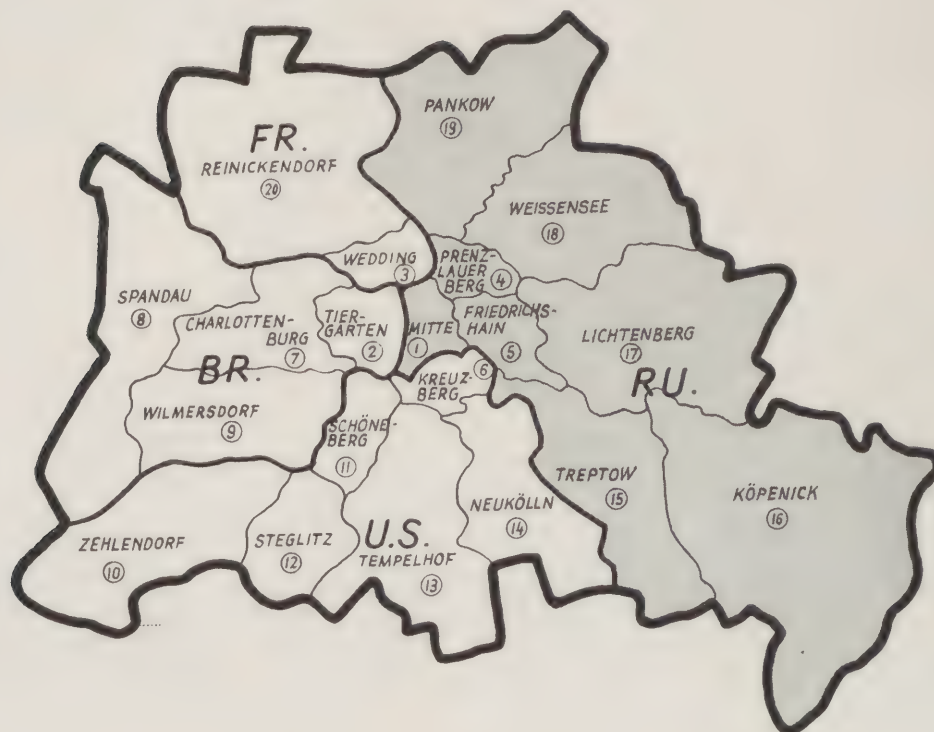 PANKOW
19
FR.
REINICKENDORF
20
WEISSENSEE
18
WEDDING
3
PRENZ-
LAUER
BERG
4
SPANDAU
8
CHARLOTTEN-
BURG
7
TIER-
GARTEN
2
MITTE
1
FRIEDRICHS-
HAIN
5
LICHTENBERG
17
BR.
KREUZ-
BERG
6
RU.
WILMERSDORF
9
SCHÖNE-
BERG
11
TREPTOW
15
KÖPENICK
16
NEUKÖLLN
14
ZEHLENDORF
10
STEGLITZ
12
U.S.
TEMPELHOF
13